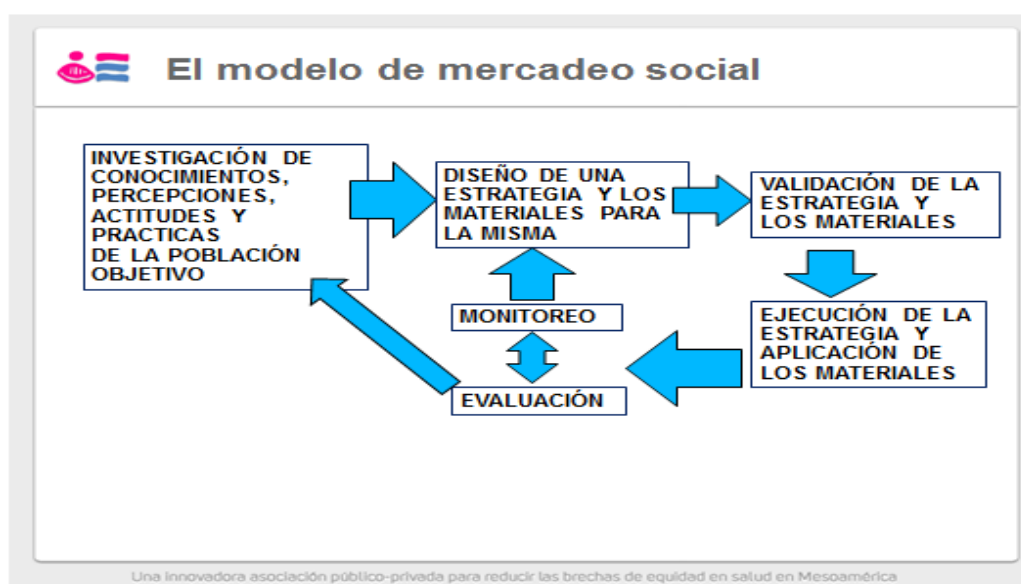 El modelo de mercadeo social
INVESTIGACIÓN DE
CONOCIMIENTOS,
PERCEPCIONES,
ACTITUDES Y
PRACTICAS
DE LA POBLACIÓN
OBJETIVO
DISEÑO DE UNA
ESTRATEGIA Y LOS
MATERIALES PARA
LA MISMA
VALIDACIÓN DE LA
ESTRATEGIA Y
LOS MATERIALES
MONITOREO
EJECUCIÓN DE LA
ESTRATEGIA Y
APLICACIÓN DE
LOS MATERIALES
EVALUACIÓN
Una innovadora asociación público-privada para reducir las brechas de equidad en salud en Mesoamérica